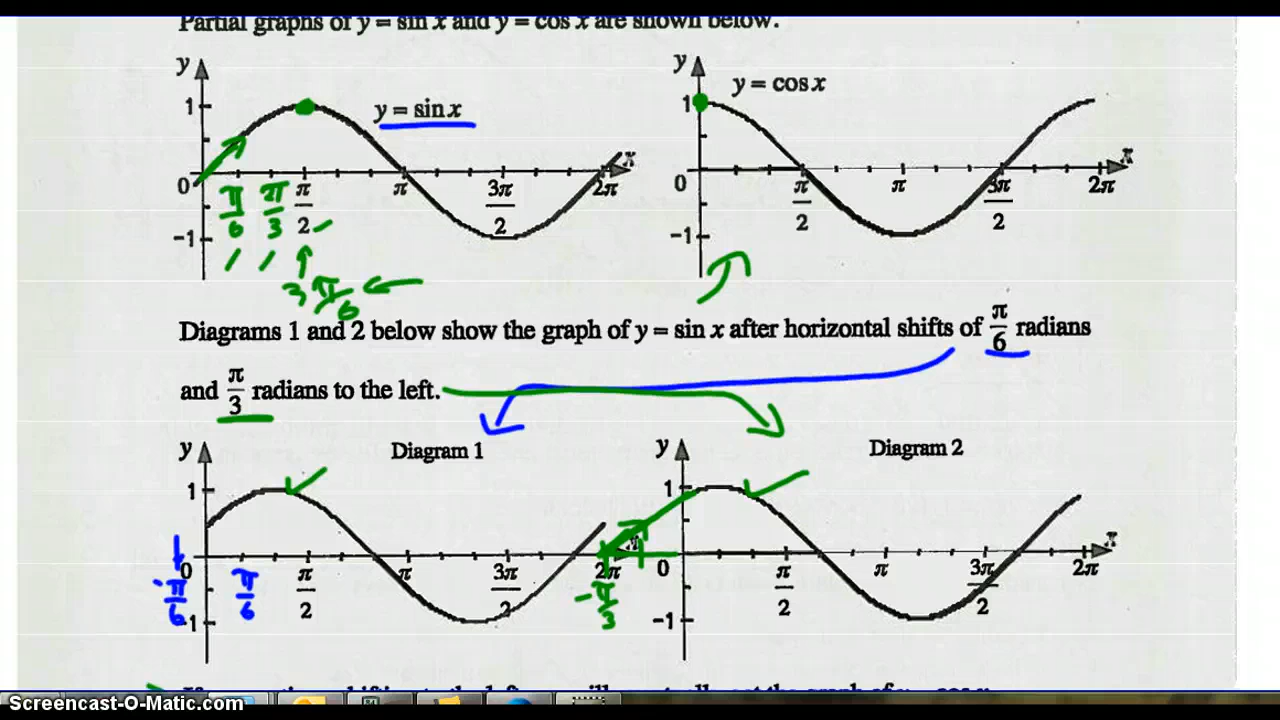 Partial graphs of y = sin x and y = cos x are shown below.
y
1
y = sin x
x
0
π/6
π/3
π/2
π
3π/2
2π
-1
3 π/6
y
1
y = cos x
x
0
π/2
π
3π/2
2π
-1
Diagrams 1 and 2 below show the graph of y = sin x after horizontal shifts of π/6 radians
and π/3 radians to the left.
y
Diagram 1
1
0
-π/6
π/6
π/2
π
3π/2
2π
-1
x
y
Diagram 2
1
-π/3
0
π/2
π
3π/2
2π
-1
x
Screencast-O-Matic.com